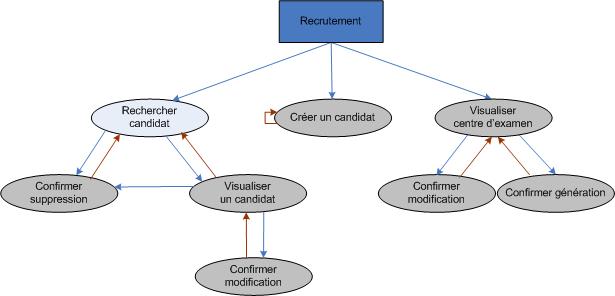 Recrutement
Rechercher
candidat
Créer un candidat
Visualiser
centre d'examen
Confirmer
suppression
Visualiser
un candidat
Confirmer
modification
Confirmer génération
Confirmer
modification